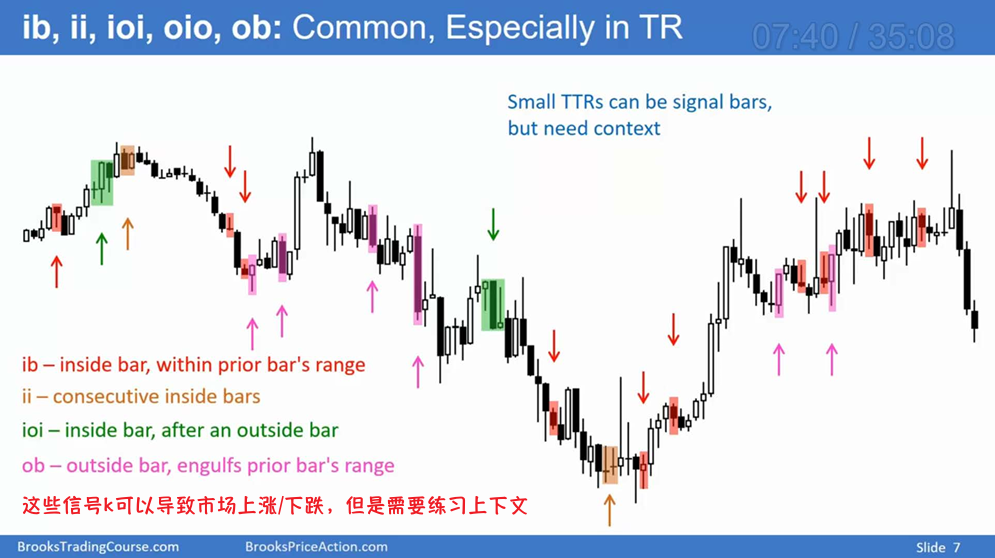 ib, ii, ioi, oio, ob: Common, Especially in TR
07:40 / 35:08
Small TTRs can be signal bars,
but need context
ib – inside bar, within prior bar's range
ii – consecutive inside bars
ioi – inside bar, after an outside bar
ob – outside bar, engulfs prior bar's range
这些信号k可以导致市场上涨/下跌，但是需要练习上下文
BrooksTradingCourse.com
BrooksPriceAction.com
Slide 7